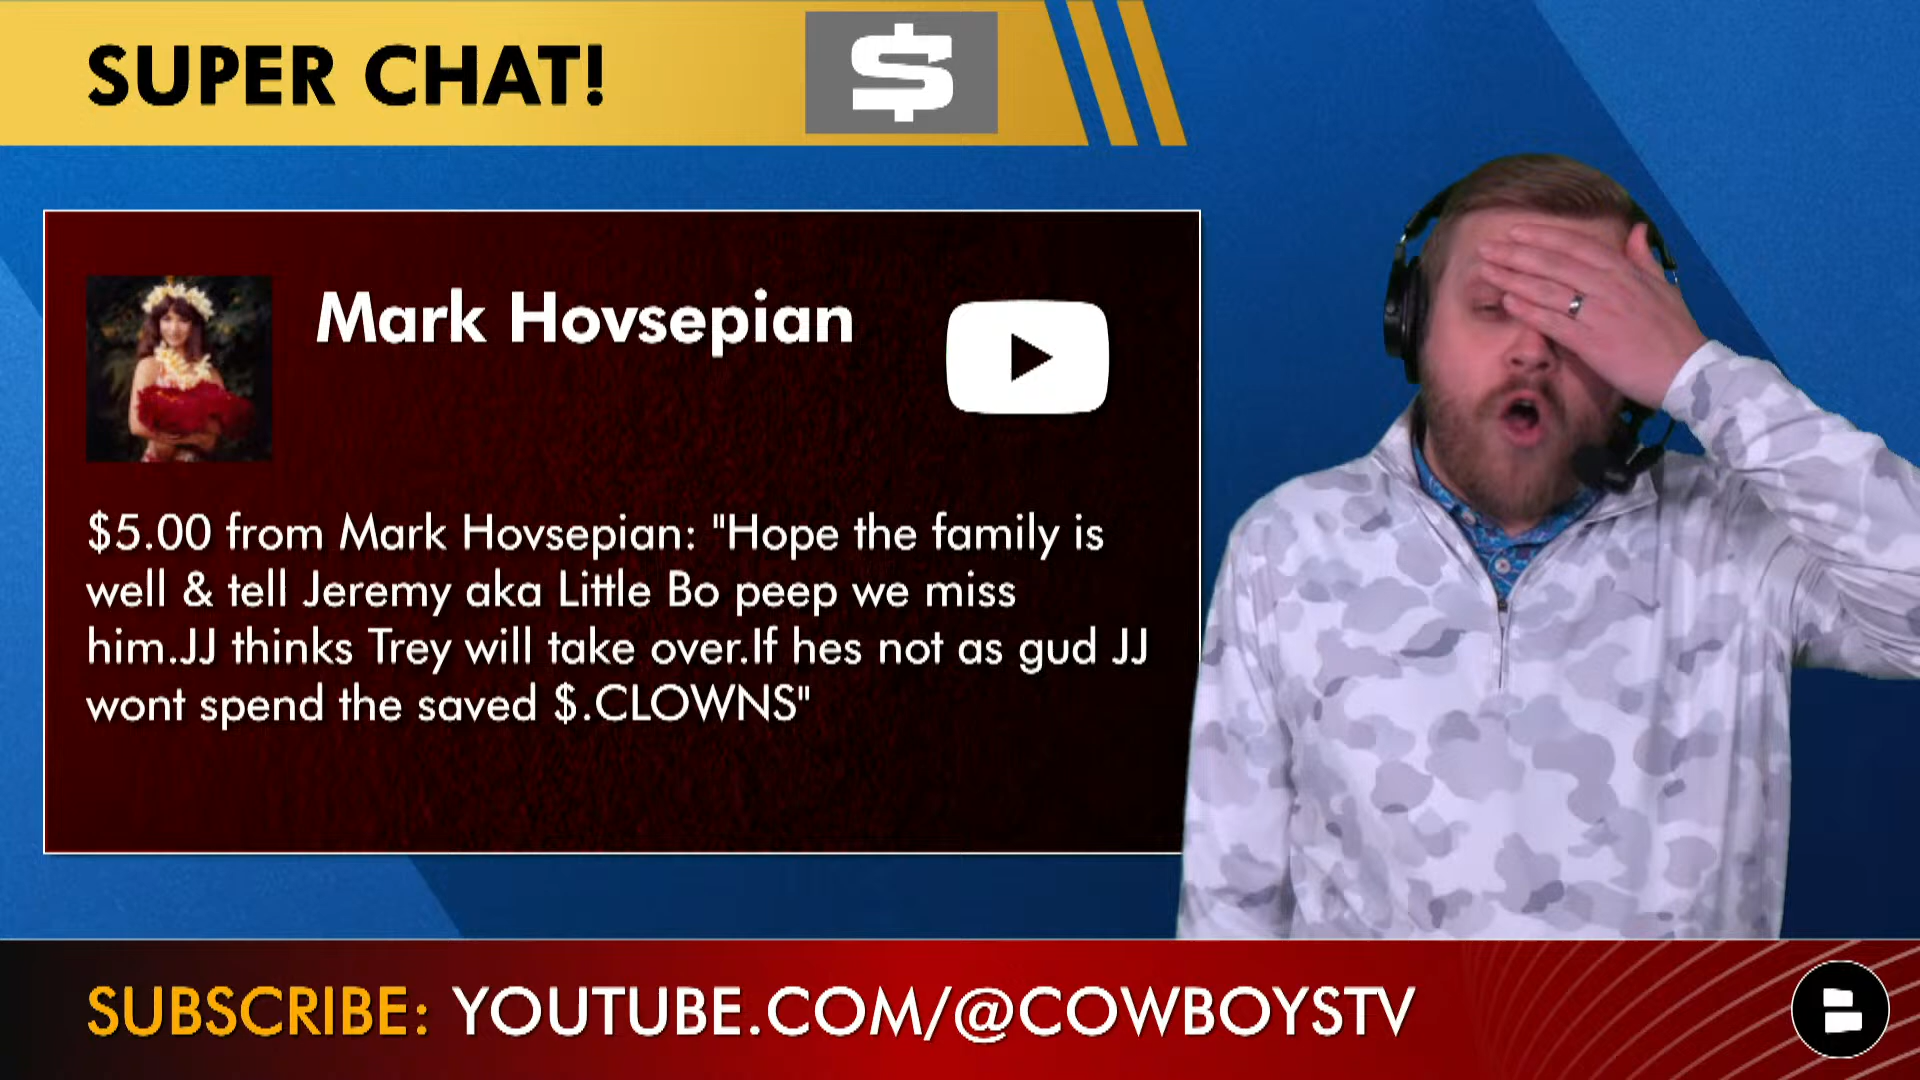 SUPER CHAT!
$
Mark Hovsepian
$5.00 from Mark Hovsepian: "Hope the family is
well & tell Jeremy aka Little Bo peep we miss
him.JJ thinks Trey will take over.If hes not as gud JJ
wont spend the saved $.CLOWNS"
SUBSCRIBE: YOUTUBE.COM/@COWBOYSTV